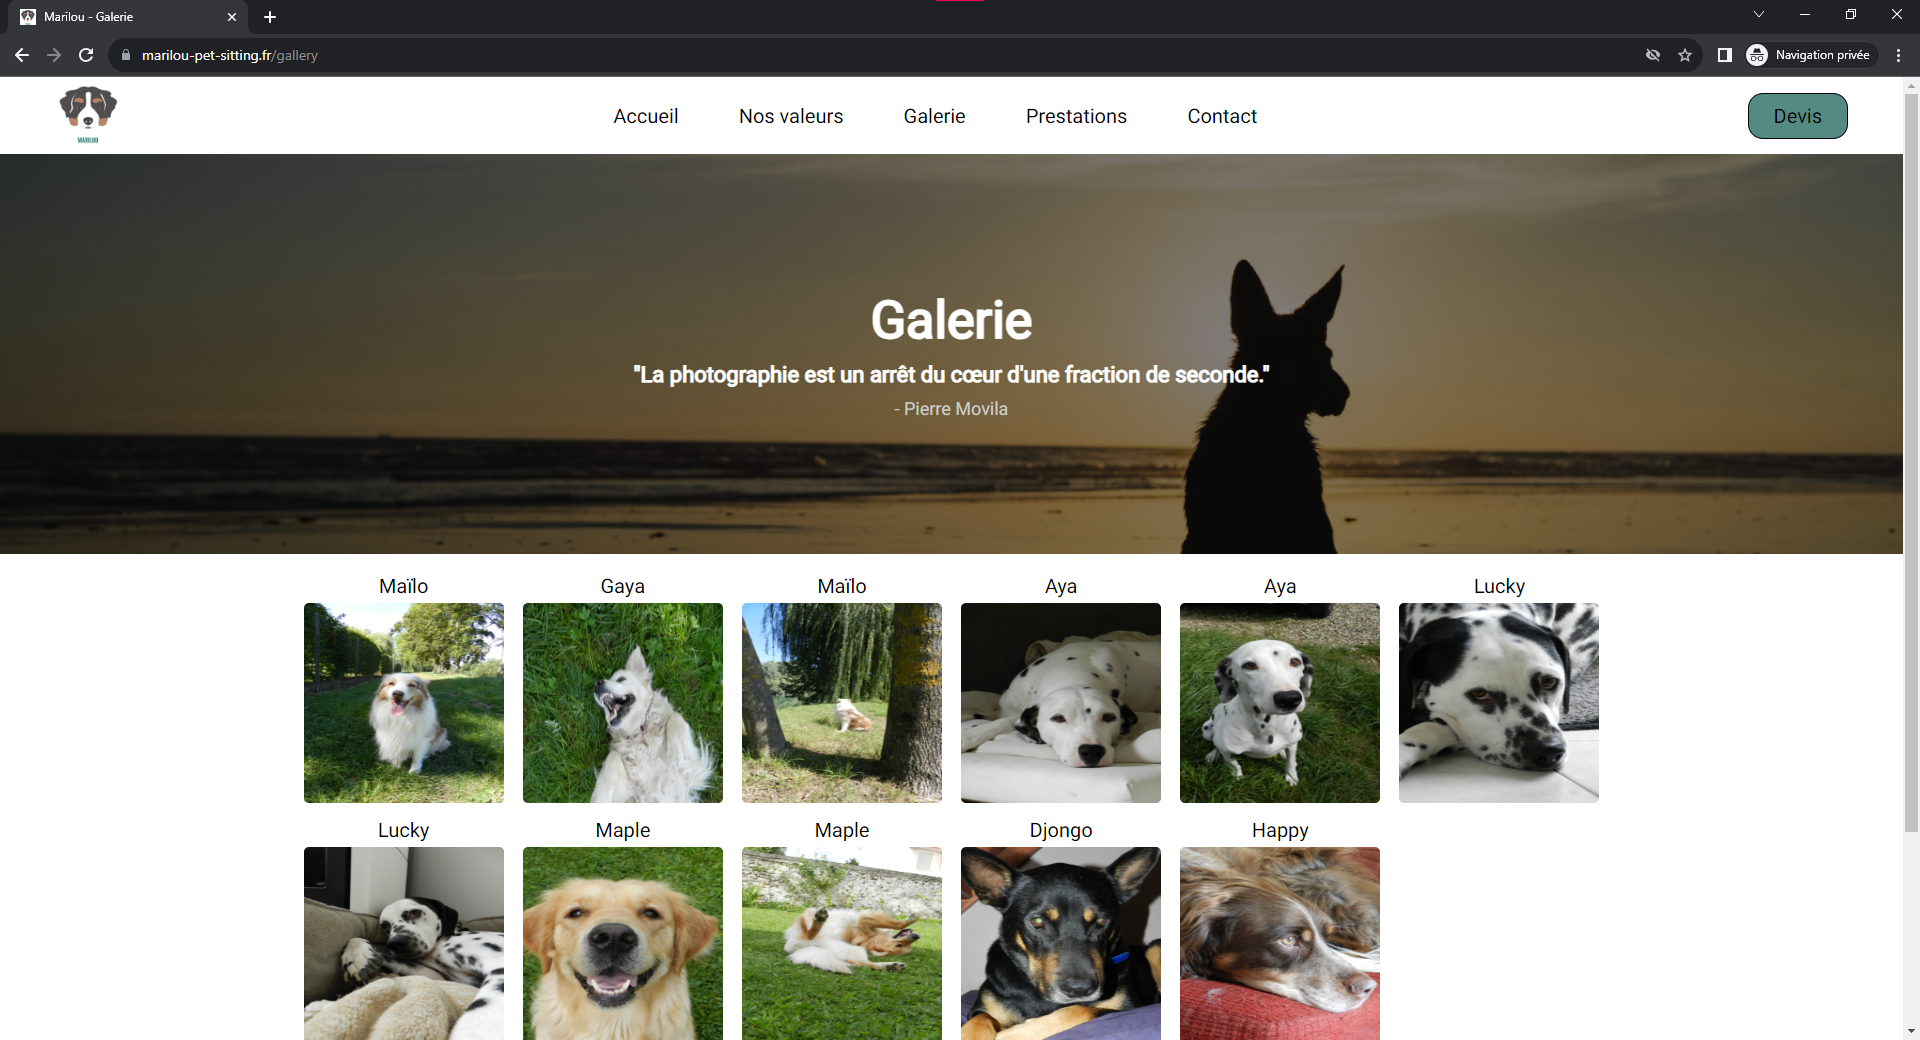 Marilou - Galerie
marilou-pet-sitting.fr/gallery
Navigation privée
MARILOU
Accueil
Nos valeurs
Galerie
Prestations
Contact
Devis
Galerie
"La photographie est un arrêt du cœur d'une fraction de seconde."
- Pierre Movila
Maïlo
Gaya
Maïlo
Aya
Aya
Lucky
Lucky
Maple
Maple
Djongo
Happy